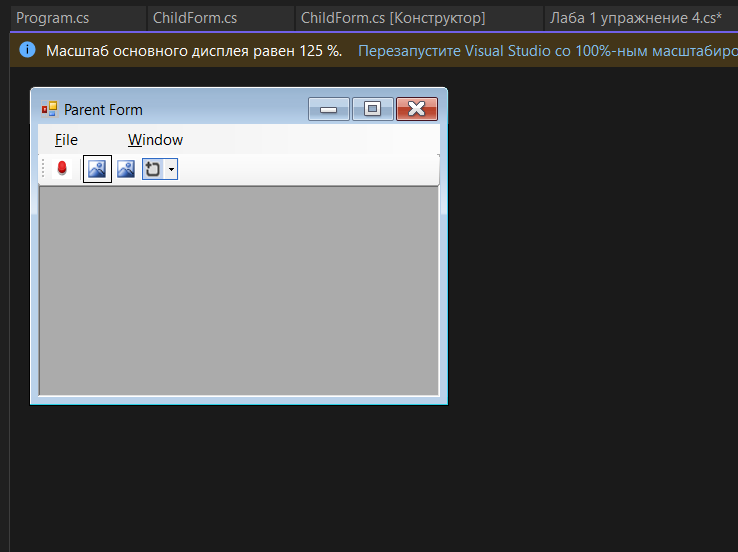 Program.cs ChildForm.cs ChildForm.cs [Конструктор] Лаба 1 упражнение 4.cs*
Масштаб основного дисплея равен 125 %. Перезапустите Visual Studio со 100%-ным масштабиро
Parent Form
File Window